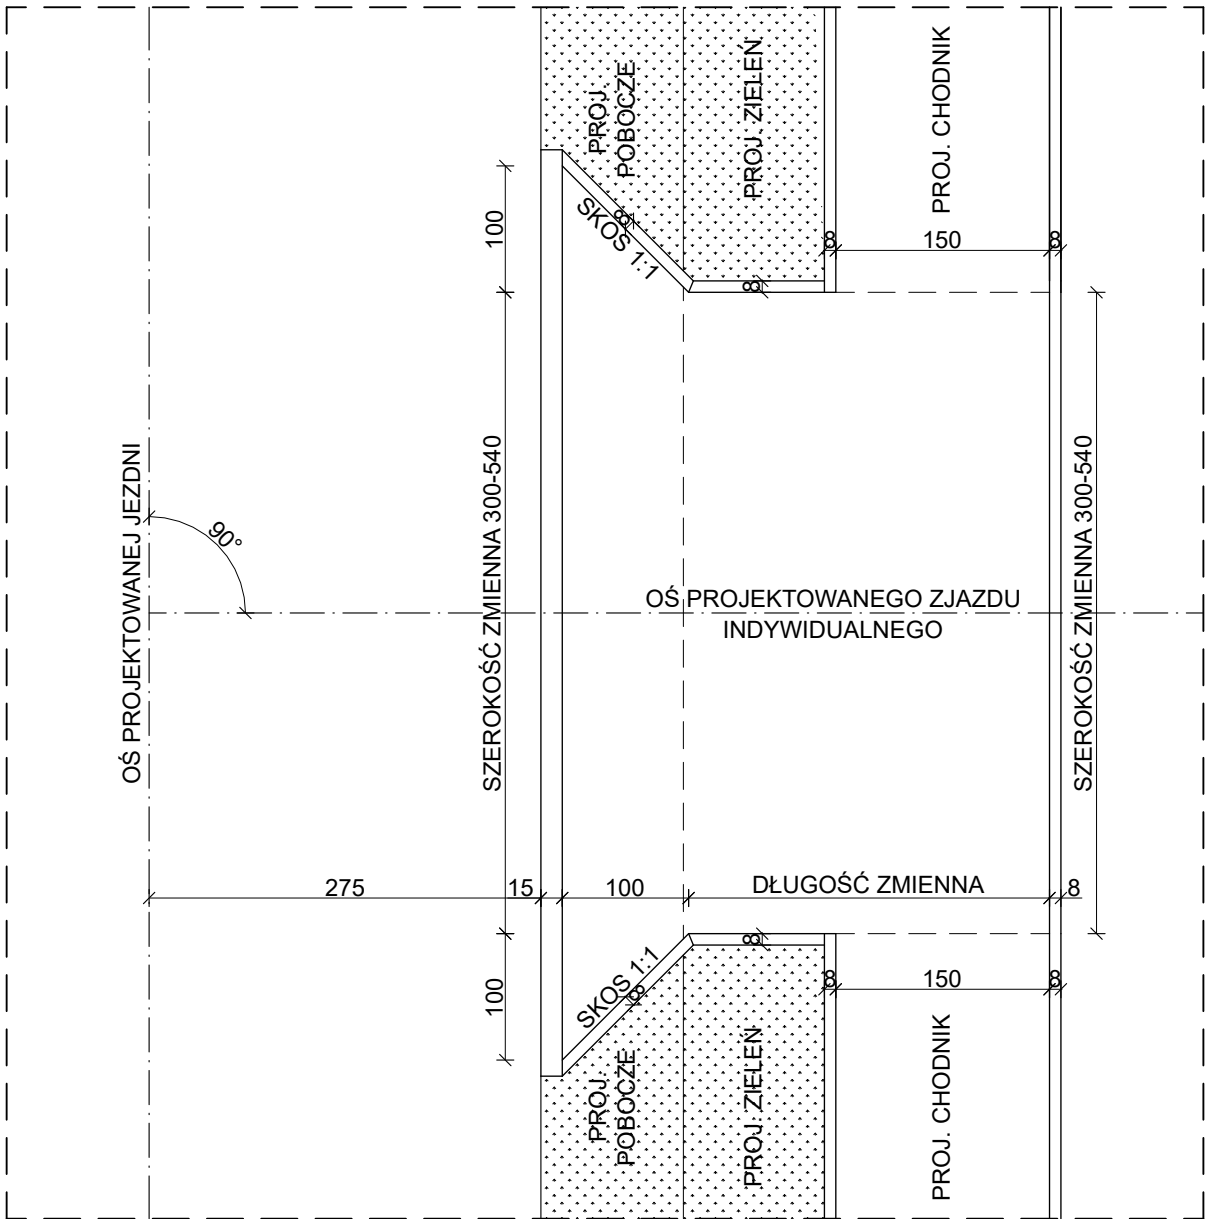 PROJ.
POBOCZE
PROJ. ZIELEŃ
PROJ. CHODNIK
100
8
SKOS 1:1
8
8
150
8
OŚ PROJEKTOWANEJ JEZDNI
90°
SZEROKOŚĆ ZMIENNA 300-540
OŚ PROJEKTOWANEGO ZJAZDU
INDYWIDUALNEGO
SZEROKOŚĆ ZMIENNA 300-540
275
15
100
DŁUGOŚĆ ZMIENNA
8
100
SKOS 1:1
8
8
8
150
8
PROJ.
POBOCZE
PROJ. ZIELEŃ
PROJ. CHODNIK